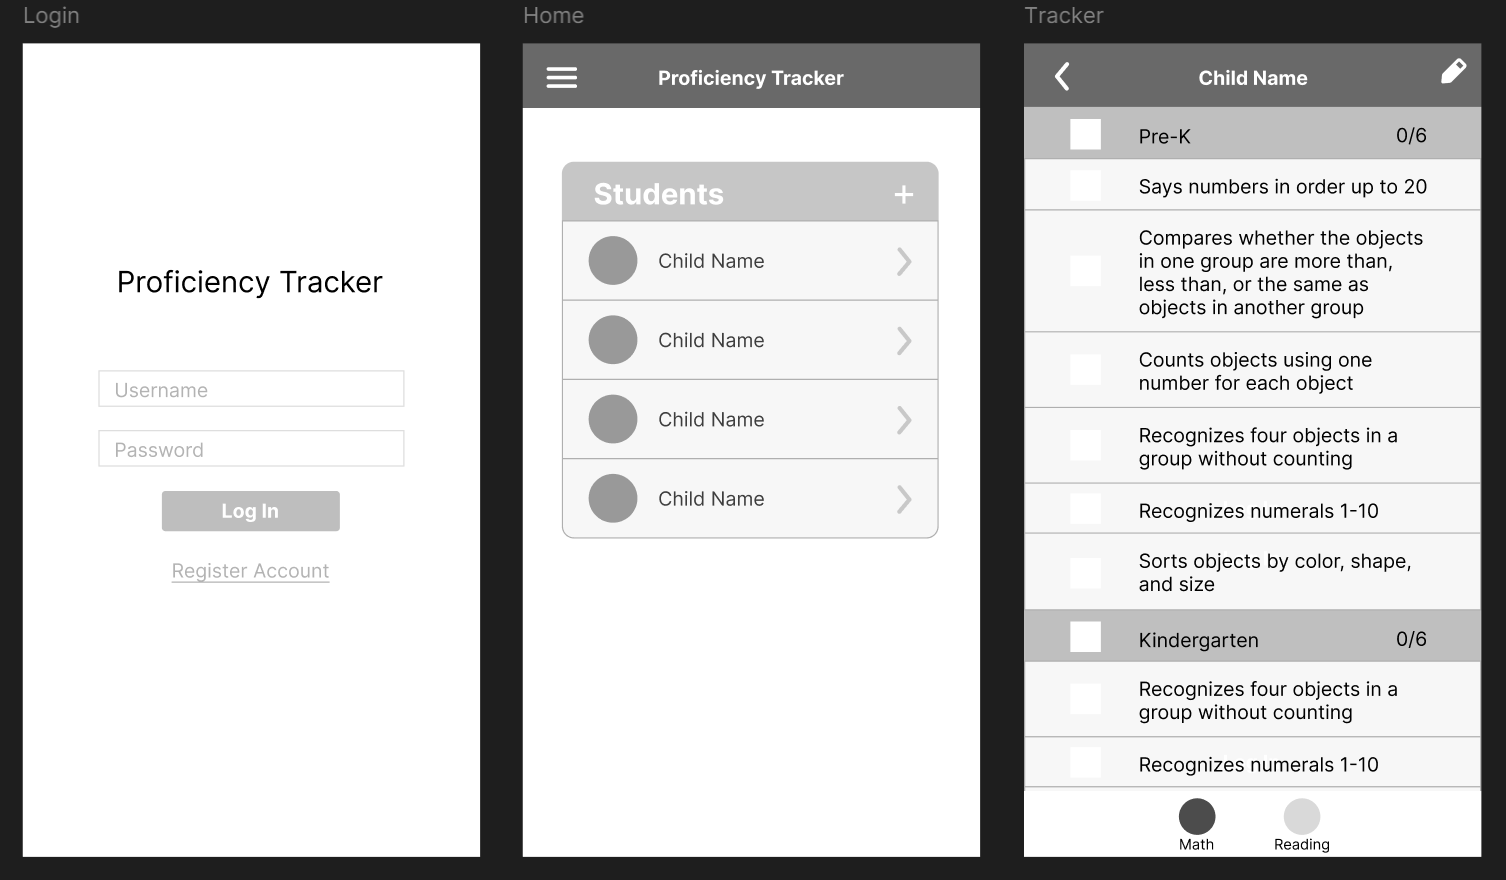 Login
Proficiency Tracker
Username
Password
Log In
Register Account
Home
Proficiency Tracker
Students +
Child Name
Child Name
Child Name
Child Name
Tracker
Child Name
Pre-K 0/6
Says numbers in order up to 20
Compares whether the objects
in one group are more than,
less than, or the same as
objects in another group
Counts objects using one
number for each object
Recognizes four objects in a
group without counting
Recognizes numerals 1-10
Sorts objects by color, shape,
and size
Kindergarten 0/6
Recognizes four objects in a
group without counting
Recognizes numerals 1-10
Math Reading